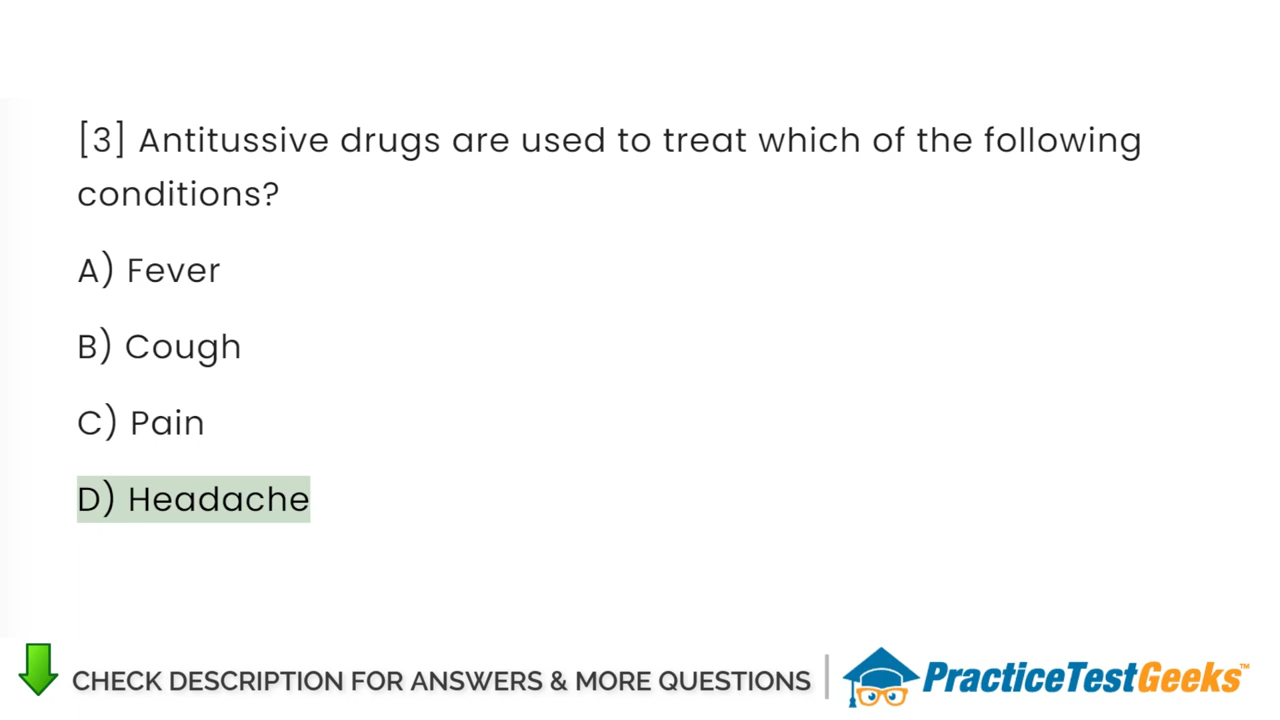 [3] Antitussive drugs are used to treat which of the following
conditions?
A) Fever
B) Cough
C) Pain
D) Headache
CHECK DESCRIPTION FOR ANSWERS & MORE QUESTIONS
PracticeTestGeeks™